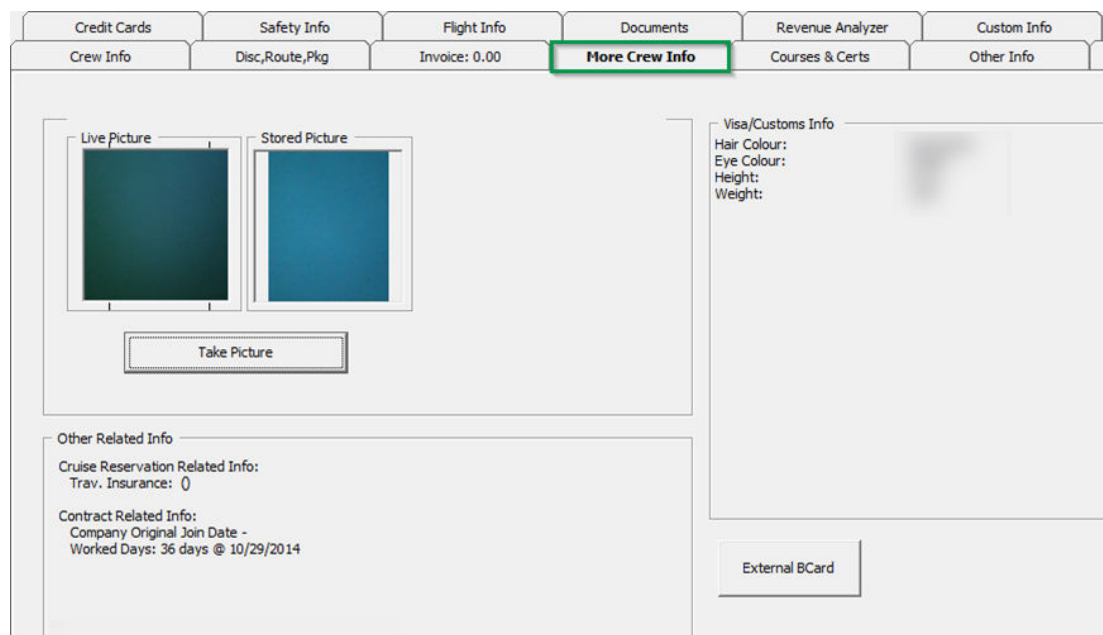 Credit Cards
Safety Info
Flight Info
Documents
Revenue Analyzer
Custom Info
Crew Info
Disc,Route,Pkg
Invoice: 0.00
More Crew Info
Courses & Certs
Other Info
Live Picture
Stored Picture
Take Picture
Visa/Customs Info
Hair Colour:
Eye Colour:
Height:
Weight:
Other Related Info
Cruise Reservation Related Info:
Trav. Insurance: ()
Contract Related Info:
Company Original Join Date -
Worked Days: 36 days @ 10/29/2014
External BCard